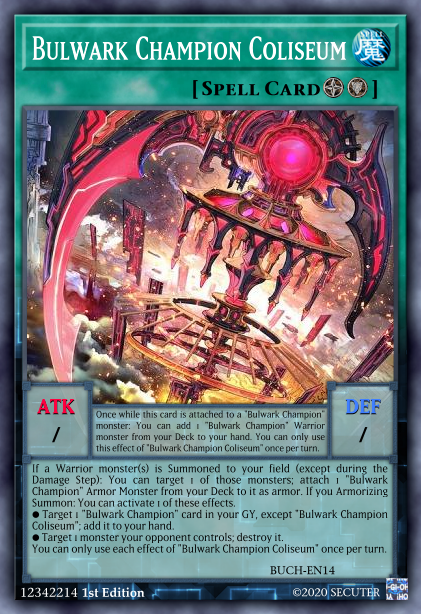 Bulwark Champion Coliseum 魔
[Spell Card]
ATK
/
Once while this card is attached to a "Bulwark Champion"
monster: You can add 1 "Bulwark Champion" Warrior
monster from your Deck to your hand. You can only use
this effect of "Bulwark Champion Coliseum" once per turn.
DEF
/
If a Warrior monster(s) is Summoned to your field (except during the
Damage Step): You can target 1 of those monsters; attach 1 "Bulwark
Champion" Armor Monster from your Deck to it as armor. If you Armorizing
Summon: You can activate 1 of these effects.
● Target 1 "Bulwark Champion" card in your GY, except "Bulwark Champion
Coliseum"; add it to your hand.
● Target 1 monster your opponent controls; destroy it.
You can only use each effect of "Bulwark Champion Coliseum" once per turn.
BUCH-EN14
12342214 1st Edition ©2020 SECUTER